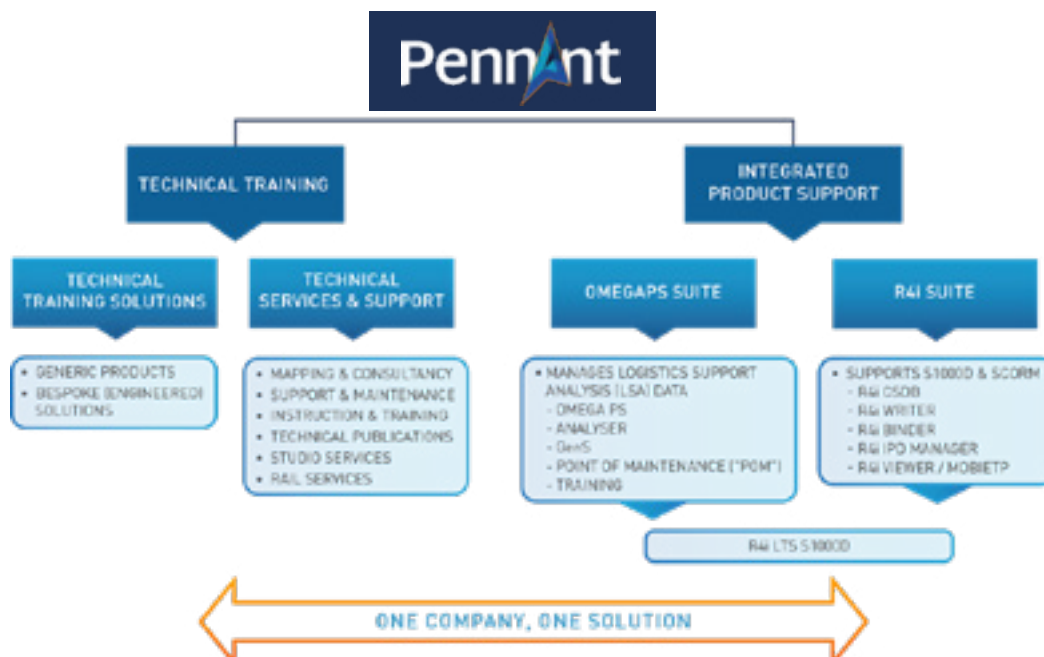 Pennant
TECHNICAL TRAINING
INTEGRATED
PRODUCT SUPPORT
TECHNICAL
TRAINING SOLUTIONS
TECHNICAL
SERVICES & SUPPORT
OMEGAPS SUITE
R4i SUITE
• GENERIC PRODUCTS
• BESPOKE (ENGINEERED)
SOLUTIONS
• MAPPING & CONSULTANCY
• SUPPORT & MAINTENANCE
• INSTRUCTION & TRAINING
• TECHNICAL PUBLICATIONS
• STUDIO SERVICES
• RAIL SERVICES
• MANAGES LOGISTICS SUPPORT
ANALYSIS (LSA) DATA
- OMEGA PS
- ANALYSER
- GenS
- POINT OF MAINTENANCE ("POM")
- TRAINING
• SUPPORTS S1000D & SCORM
- R4i CSDB
- R4i WRITER
- R4i BINDER
- R4i IPD MANAGER
- R4i VIEWER / MOBIETP
R4i LTS S1000D
ONE COMPANY, ONE SOLUTION